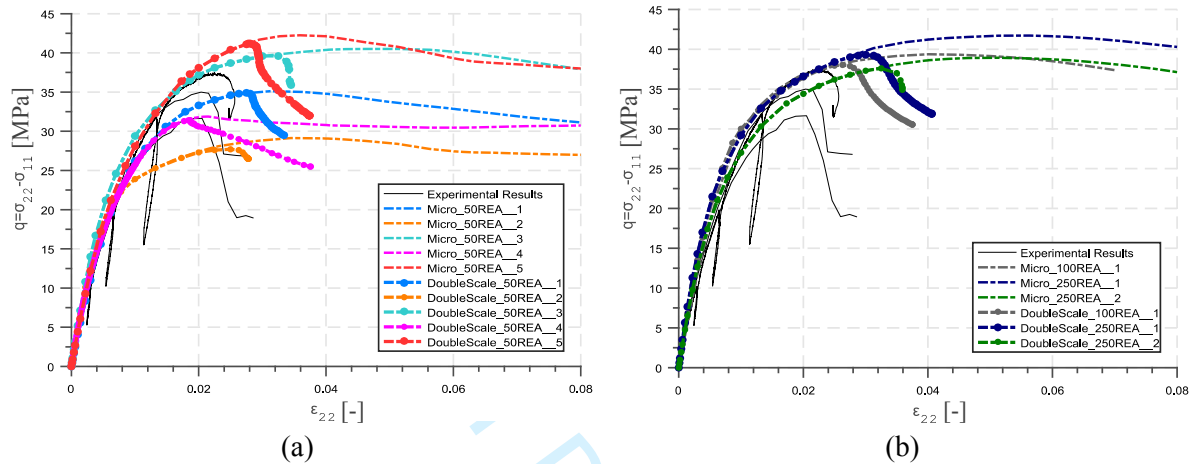 45
40
35
30
25
20
15
10
5
0
q=σ22-σ11 [MPa]
0
0.02
0.04
0.06
0.08
ε22 [-]
Experimental Results
Micro_50REA__1
Micro_50REA__2
Micro_50REA__3
Micro_50REA__4
Micro_50REA__5
DoubleScale_50REA__1
DoubleScale_50REA__2
DoubleScale_50REA__3
DoubleScale_50REA__4
DoubleScale_50REA__5
(a)
45
40
35
30
25
20
15
10
5
0
q=σ22-σ11 [MPa]
0
0.02
0.04
0.06
0.08
ε22 [-]
Experimental Results
Micro_100REA__1
Micro_250REA__1
Micro_250REA__2
DoubleScale_100REA__1
DoubleScale_250REA__1
DoubleScale_250REA__2
(b)